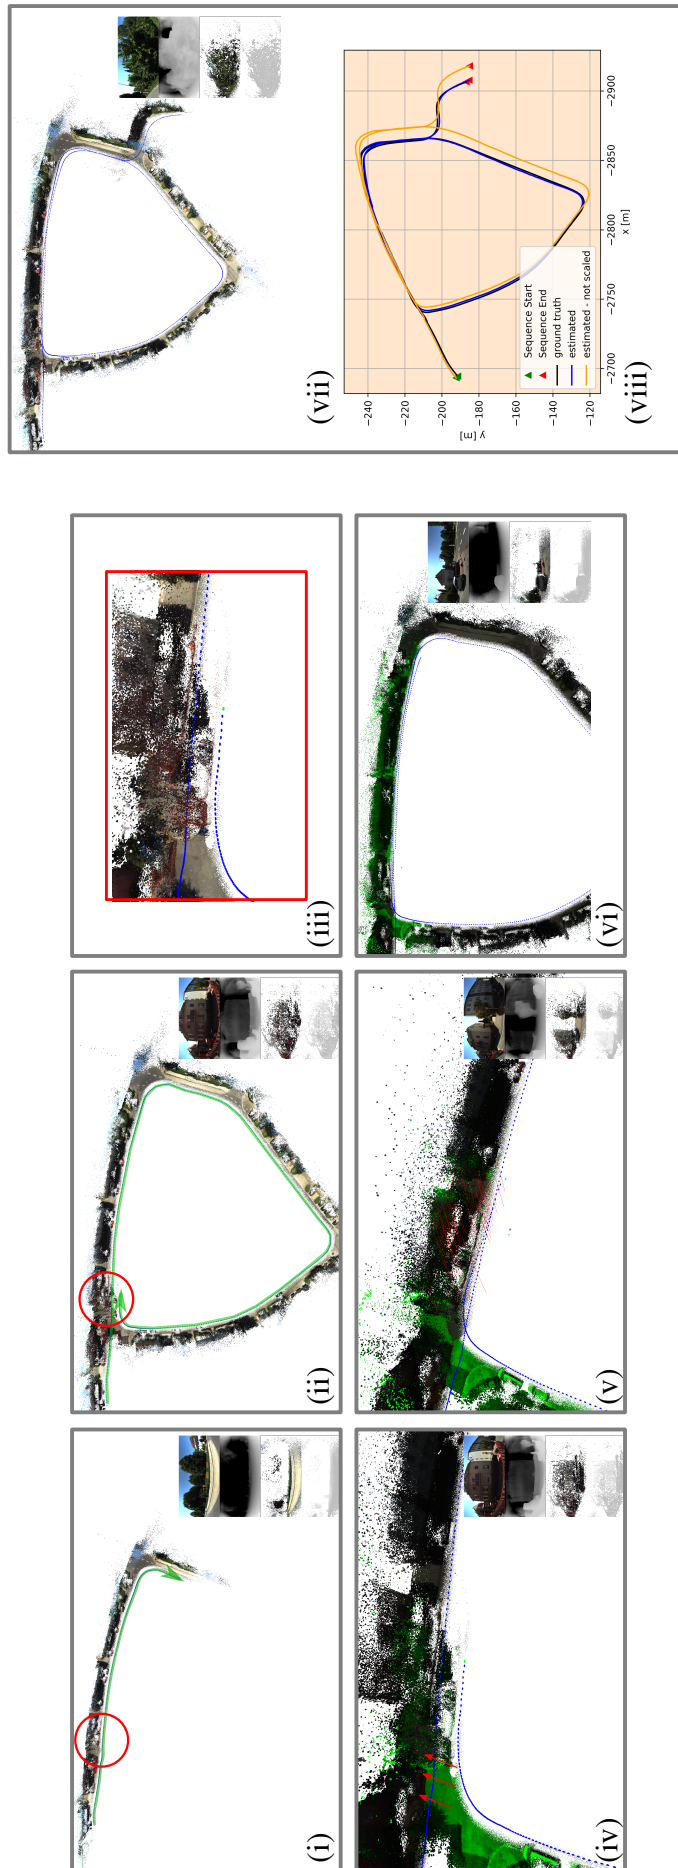 (i)
(ii)
(iii)
(iv)
(v)
(vi)
(vii)
−240
−220
−200
−180
−160
−140
−120
y [m]
−2700
−2750
−2800
−2850
−2900
x [m]
Sequence Start
Sequence End
ground truth
estimated
estimated - not scaled
(viii)